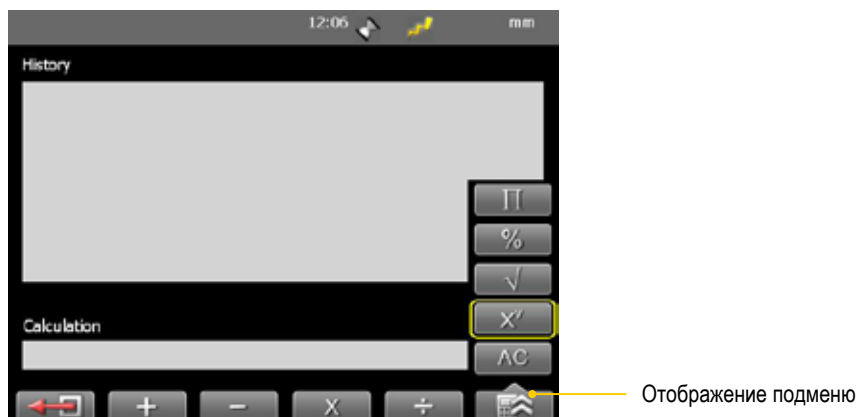 12:06 mm
History
∏
%
√
Xʸ
Calculation
AC
+ − X ÷
Отображение подменю